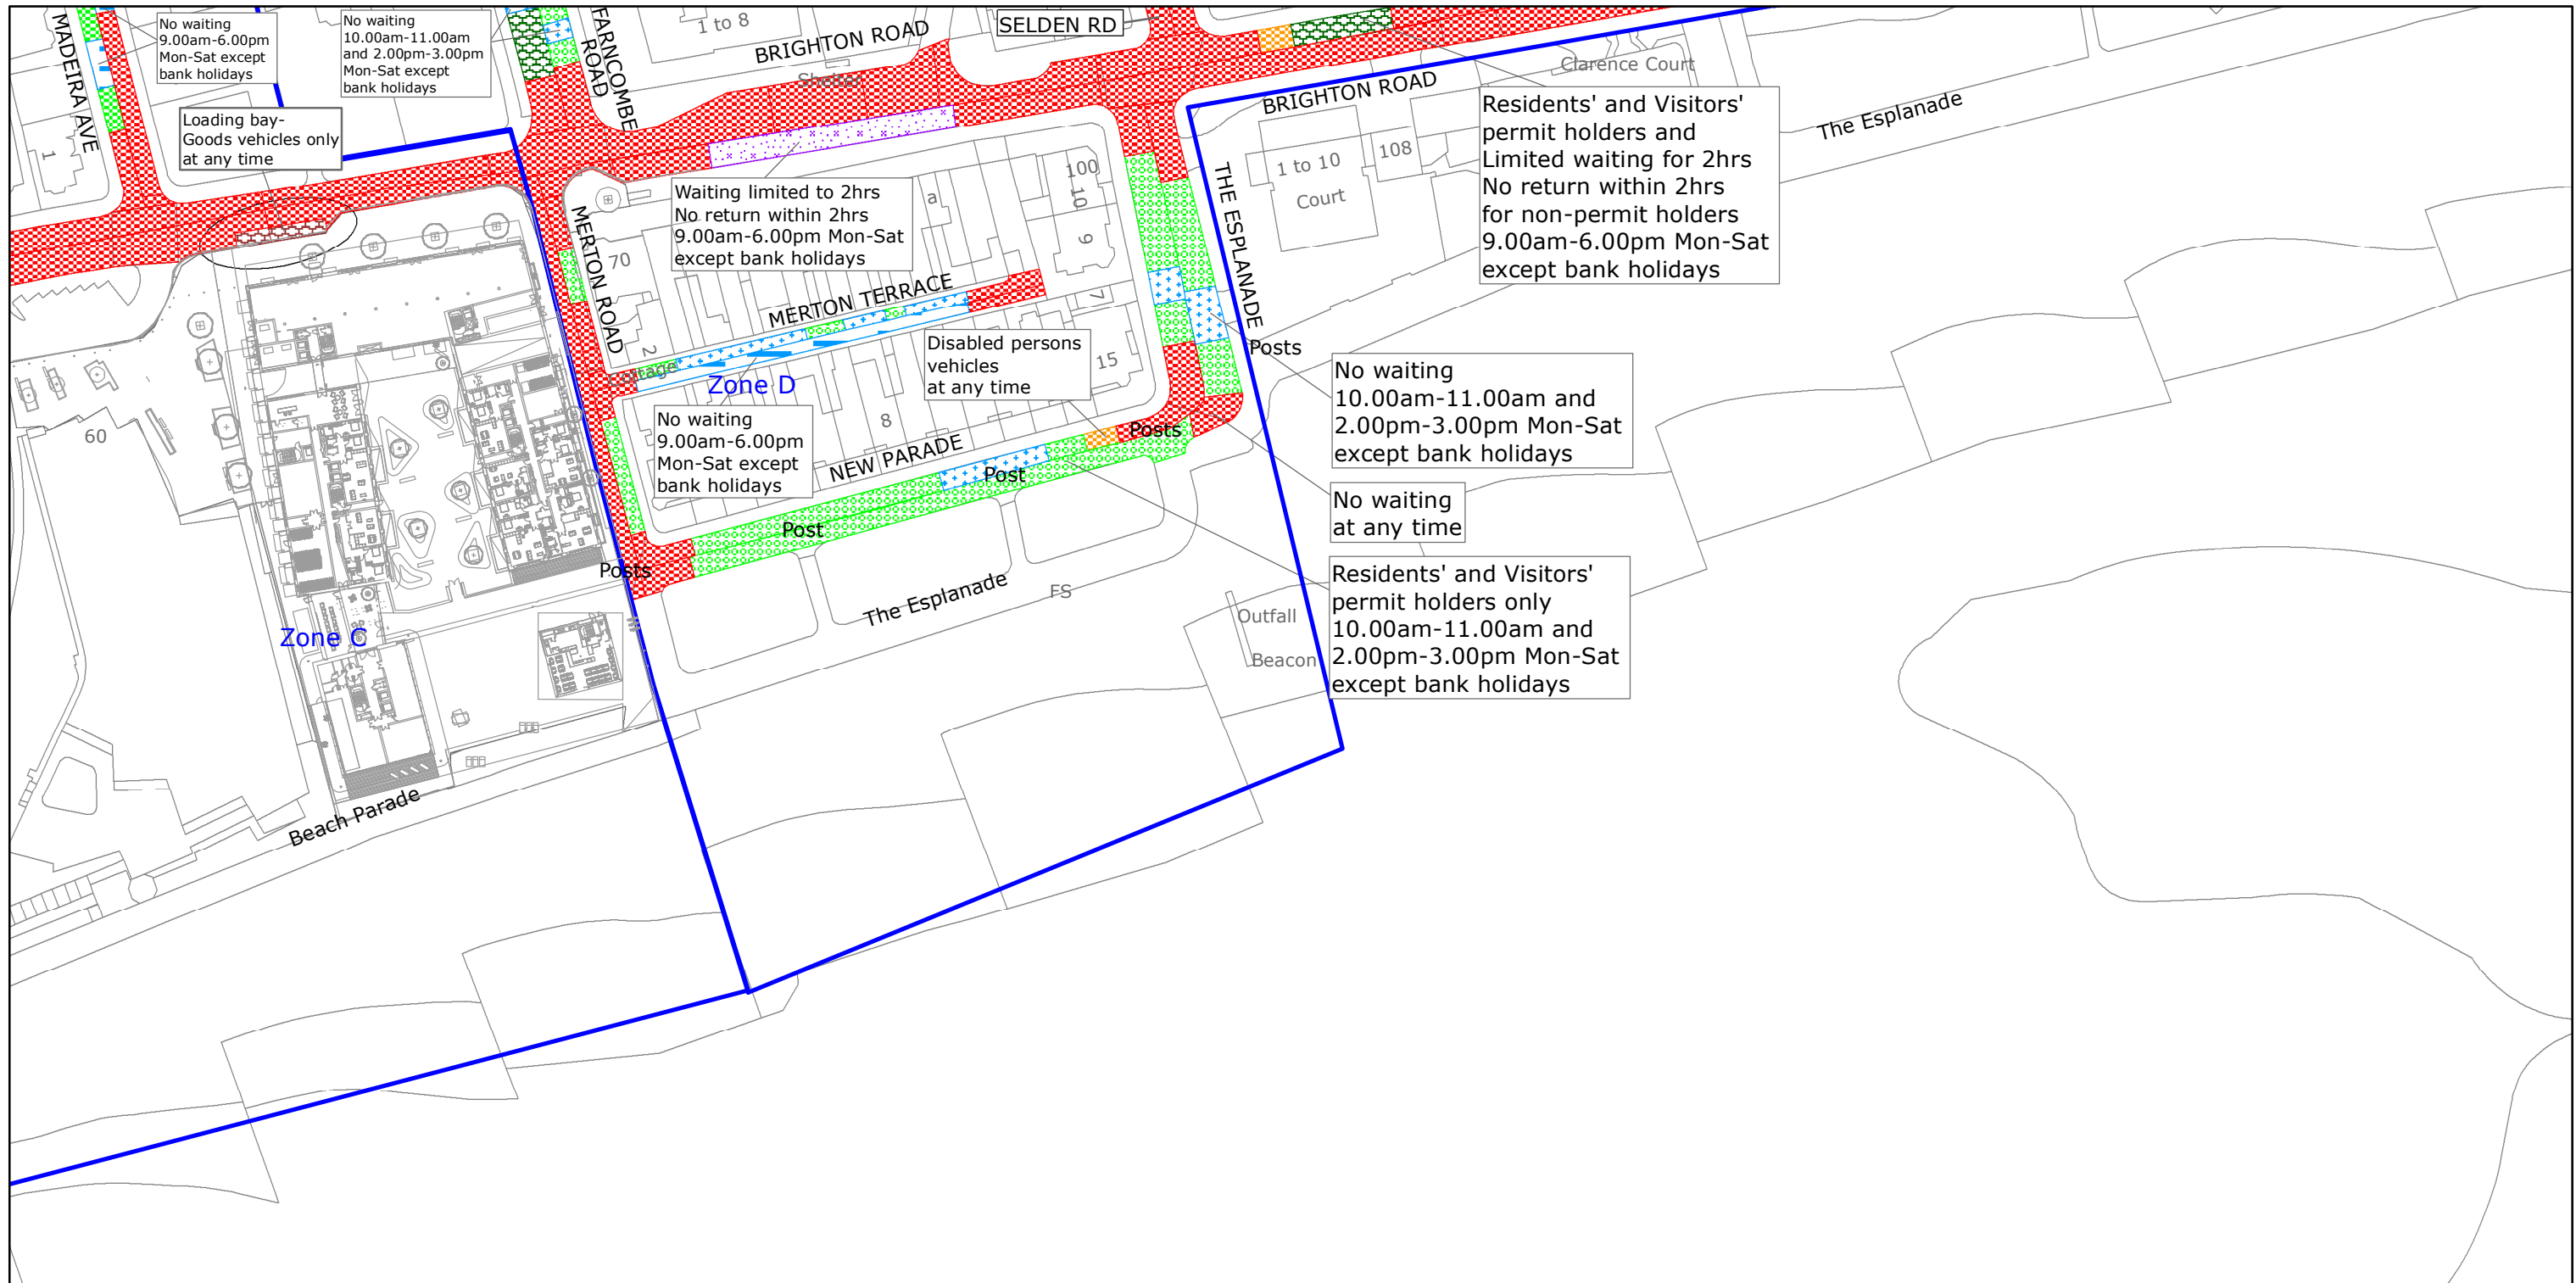 MADEIRA AVE
No waiting
9.00am-6.00pm
Mon-Sat except
bank holidays
No waiting
10.00am-11.00am
and 2.00pm-3.00pm
Mon-Sat except
bank holidays
FARNCOMBE
ROAD
1 to 8
BRIGHTON ROAD
Shelter
SELDEN RD
Clarence Court
BRIGHTON ROAD
The Esplanade
Loading bay-
Goods vehicles only
at any time
1
Residents' and Visitors'
permit holders and
Limited waiting for 2hrs
No return within 2hrs
for non-permit holders
9.00am-6.00pm Mon-Sat
except bank holidays
1 to 10
Court
108
THE ESPLANADE
Waiting limited to 2hrs
No return within 2hrs
9.00am-6.00pm Mon-Sat
except bank holidays
a
100
10
9
7
15
MERTON ROAD
70
2
MERTON TERRACE
Cottage
Zone D
Disabled persons
vehicles
at any time
Posts
No waiting
10.00am-11.00am and
2.00pm-3.00pm Mon-Sat
except bank holidays
No waiting
9.00am-6.00pm
Mon-Sat except
bank holidays
8
NEW PARADE
Posts
Post
Post
Posts
60
No waiting
at any time
Residents' and Visitors'
permit holders only
10.00am-11.00am and
2.00pm-3.00pm Mon-Sat
except bank holidays
The Esplanade
FS
Outfall
Beacon
Zone C
Beach Parade